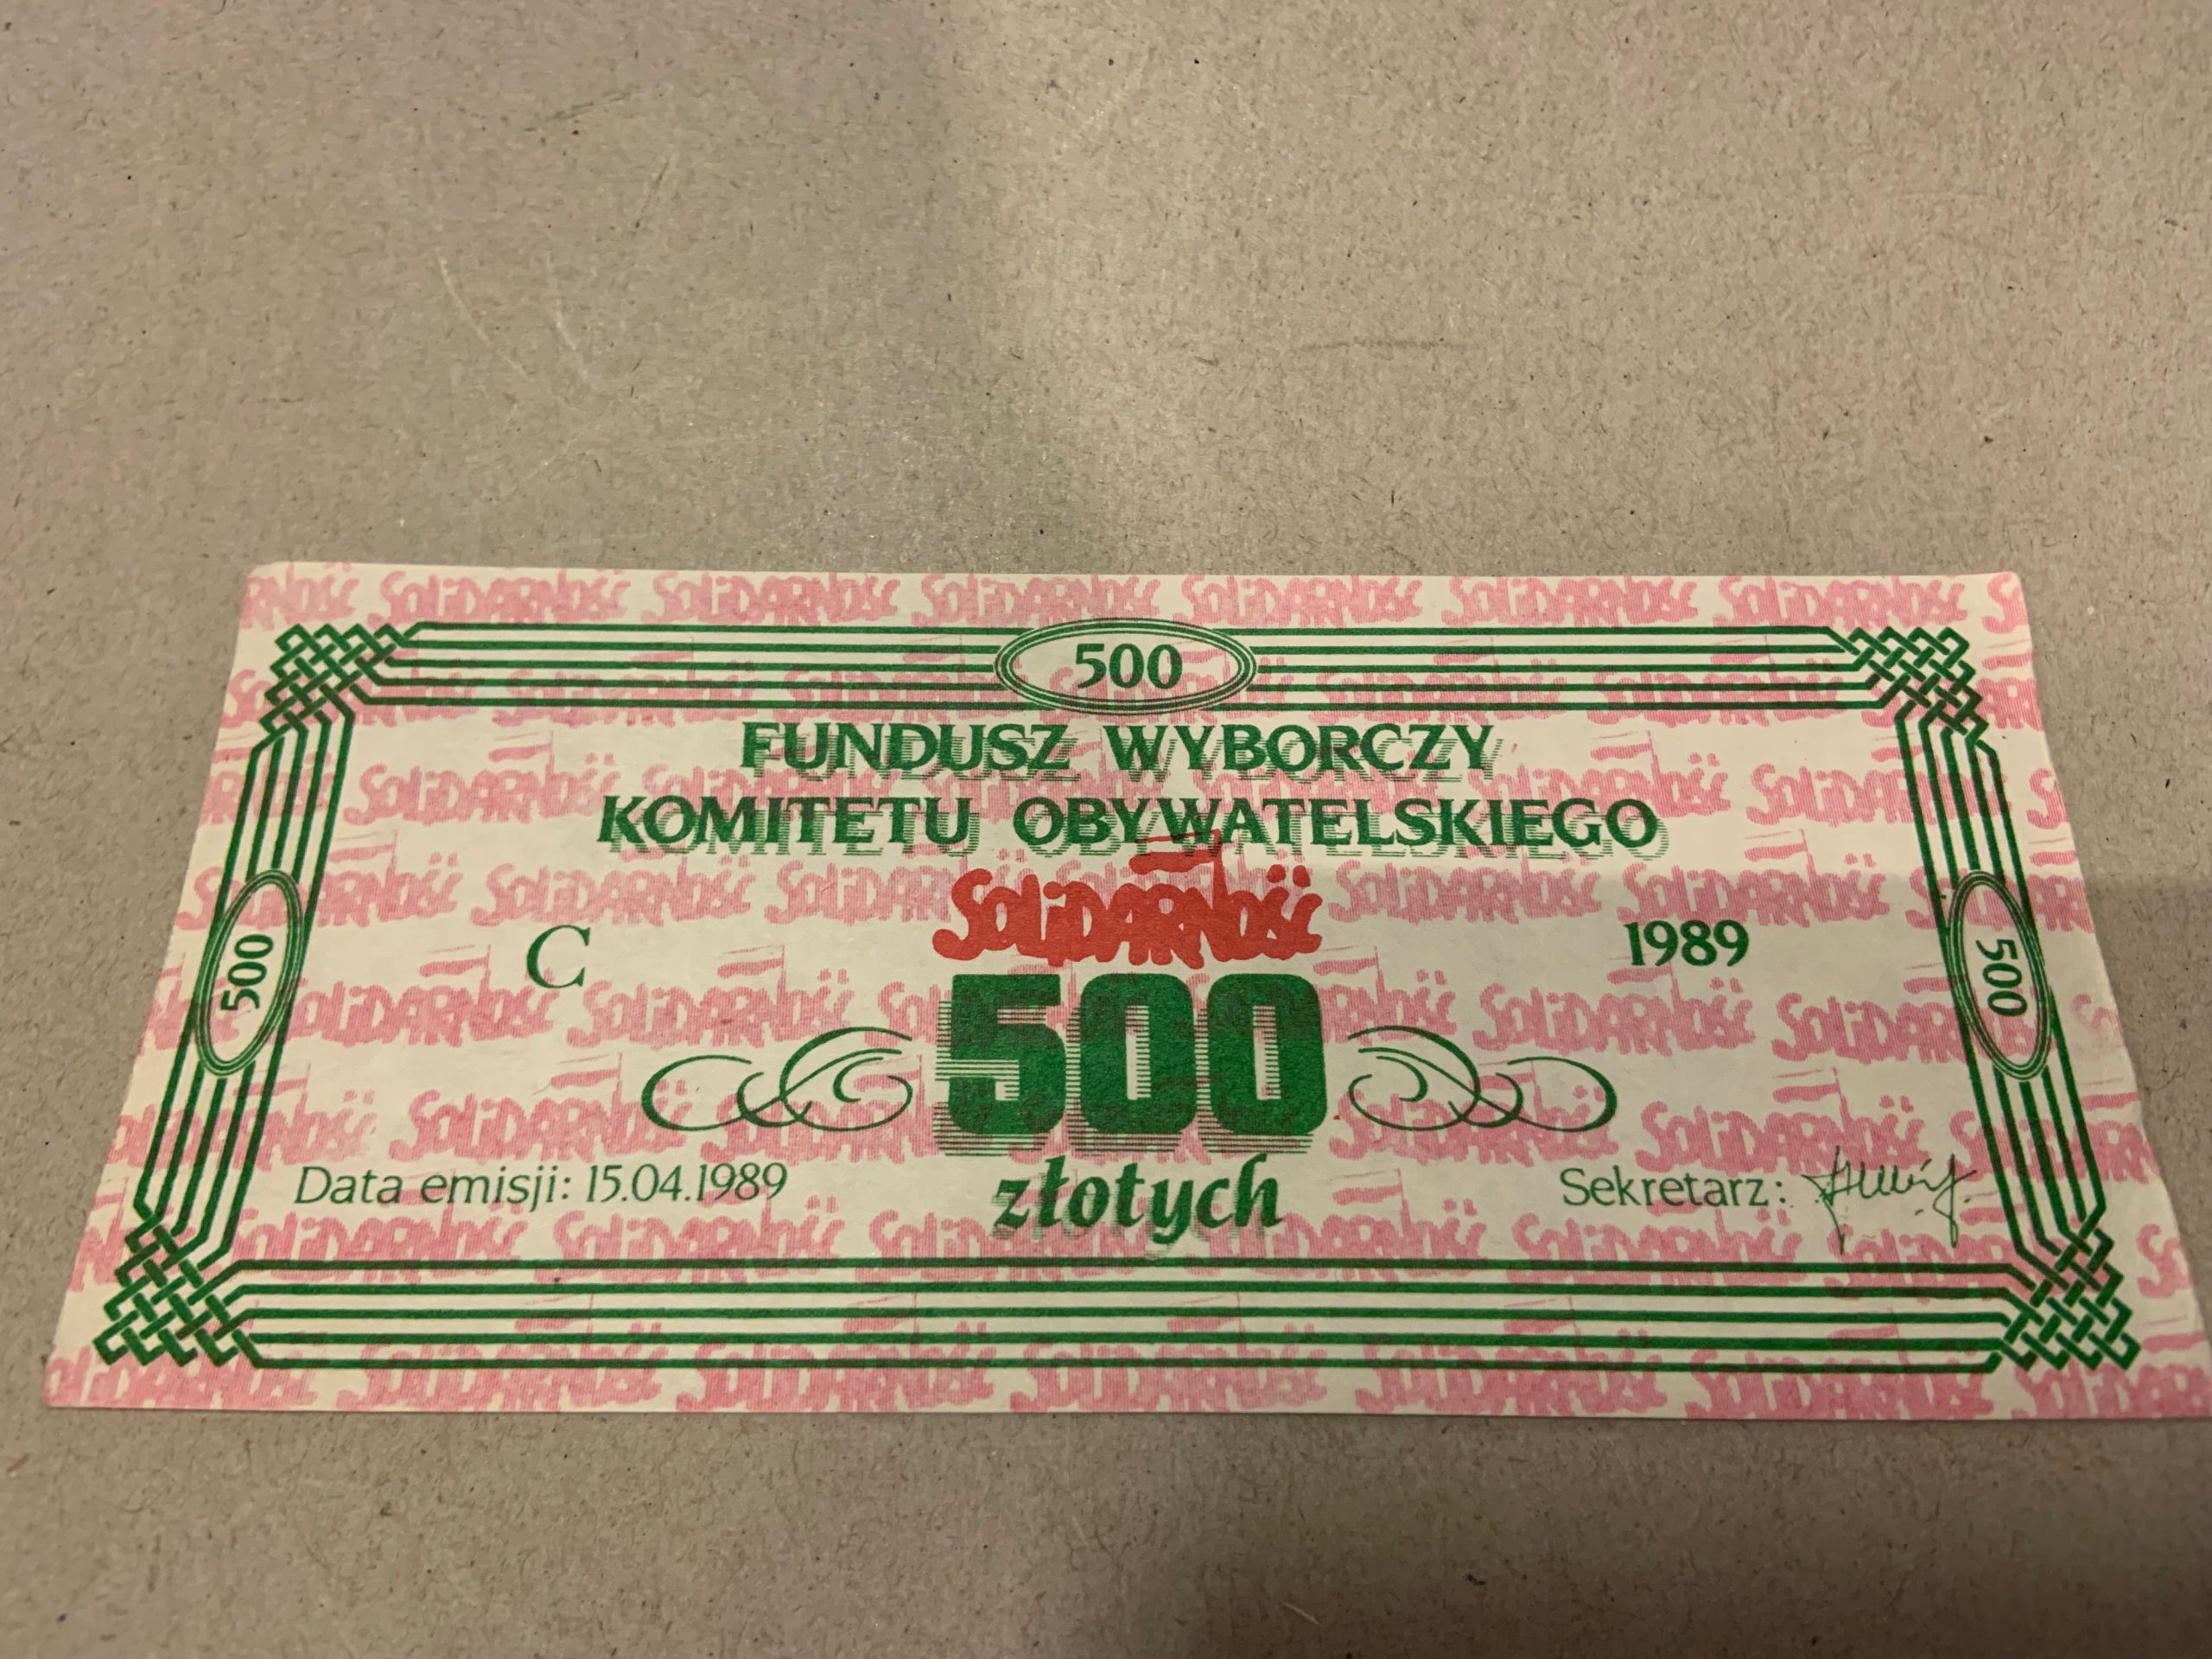 500
FUNDUSZ WYBORCZY
KOMITETU OBYWATELSKIEGO
SOLIDARNOŚĆ
C
1989
500
500
500
złotych
Data emisji: 15.04.1989
Sekretarz: